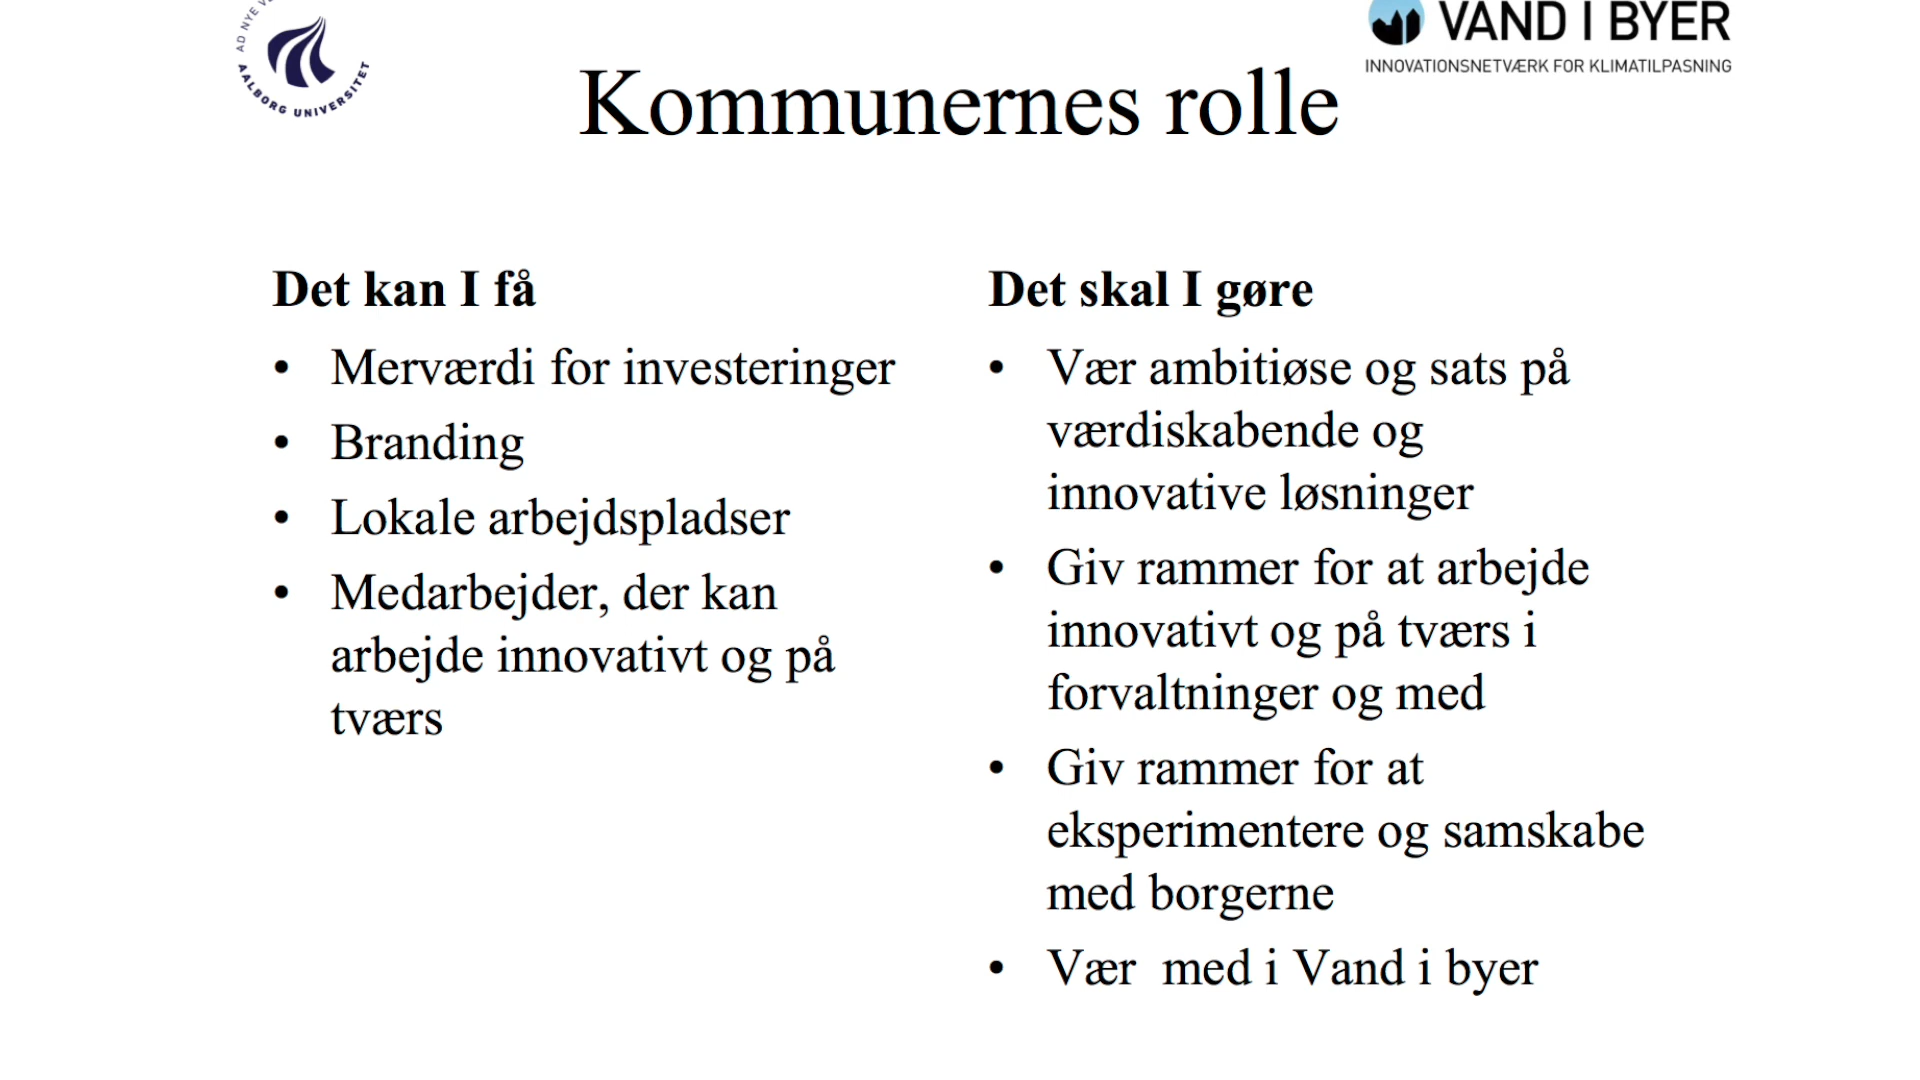 AD NYE
AALBORG UNIVERSITET
VAND I BYER
INNOVATIONSNETVÆRK FOR KLIMATILPASNING
Kommunernes rolle
Det kan I få
• Merværdi for investeringer
• Branding
• Lokale arbejdspladser
• Medarbejder, der kan
arbejde innovativt og på
tværs
Det skal I gøre
• Vær ambitiøse og sats på
værdiskabende og
innovative løsninger
• Giv rammer for at arbejde
innovativt og på tværs i
forvaltninger og med
• Giv rammer for at
eksperimentere og samskabe
med borgerne
• Vær  med i Vand i byer